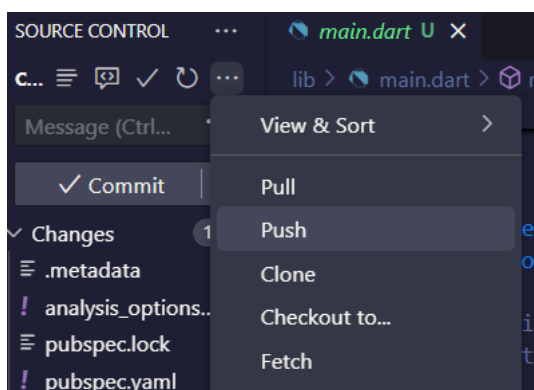 SOURCE CONTROL ...
main.dart U
C... ...
lib > main.dart >
Message (Ctrl...
View & Sort
Commit
Pull
Changes 1
Push
.metadata
Clone
! analysis_options...
Checkout to...
pubspec.lock
Fetch
! pubspec.yaml